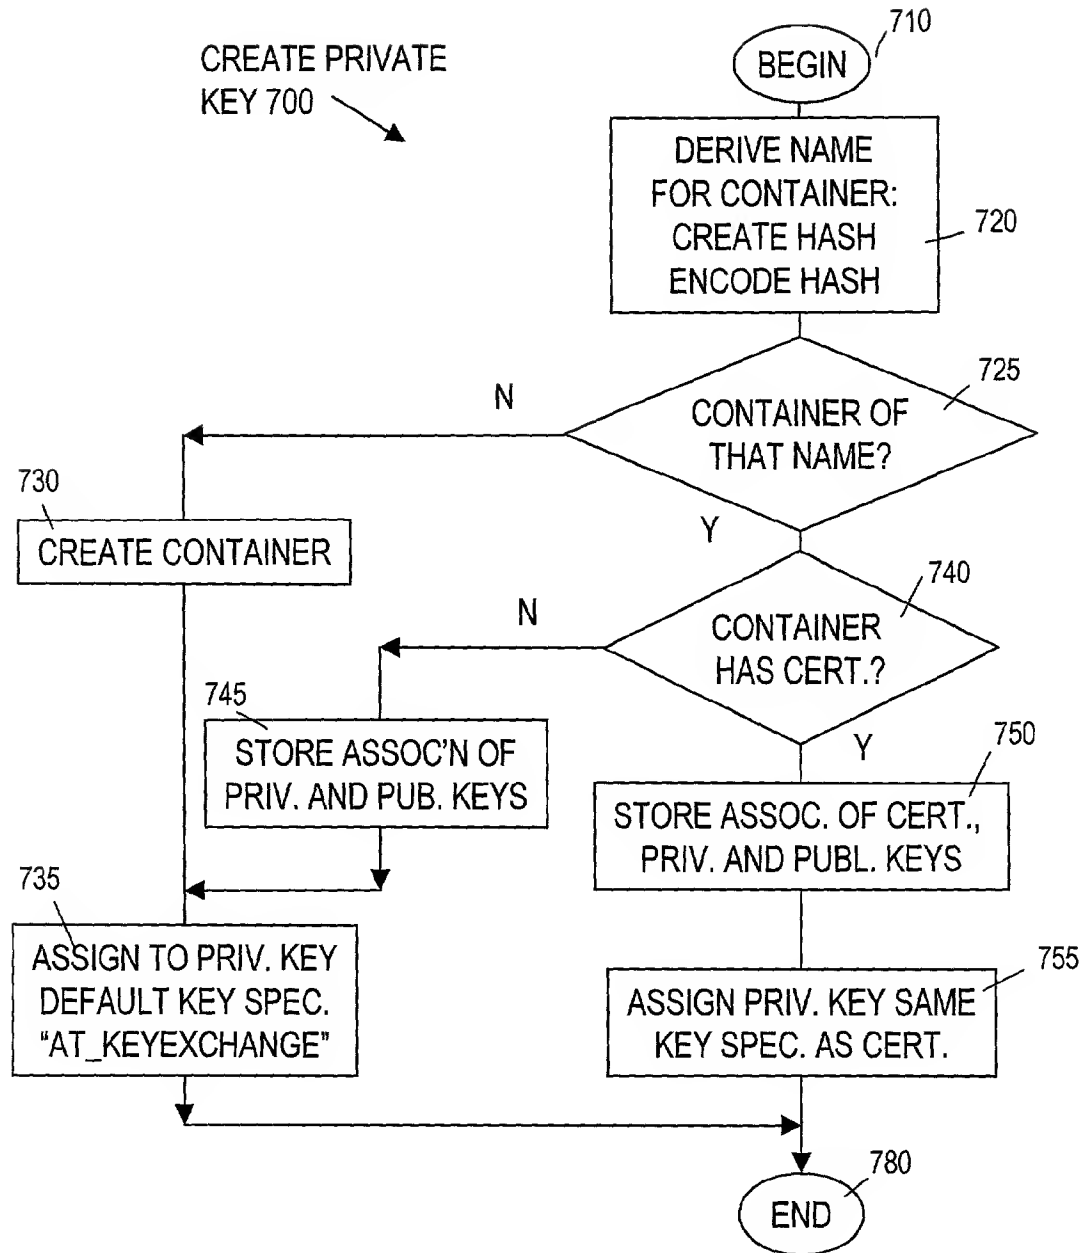 CREATE PRIVATE
KEY 700
710
BEGIN
DERIVE NAME
FOR CONTAINER:
CREATE HASH
ENCODE HASH
720
725
N
CONTAINER OF
THAT NAME?
730
CREATE CONTAINER
Y
740
N
CONTAINER
HAS CERT.?
745
STORE ASSOC'N OF
PRIV. AND PUB. KEYS
Y
750
STORE ASSOC. OF CERT.,
PRIV. AND PUBL. KEYS
735
ASSIGN TO PRIV. KEY
DEFAULT KEY SPEC.
“AT_KEYEXCHANGE”
755
ASSIGN PRIV. KEY SAME
KEY SPEC. AS CERT.
780
END